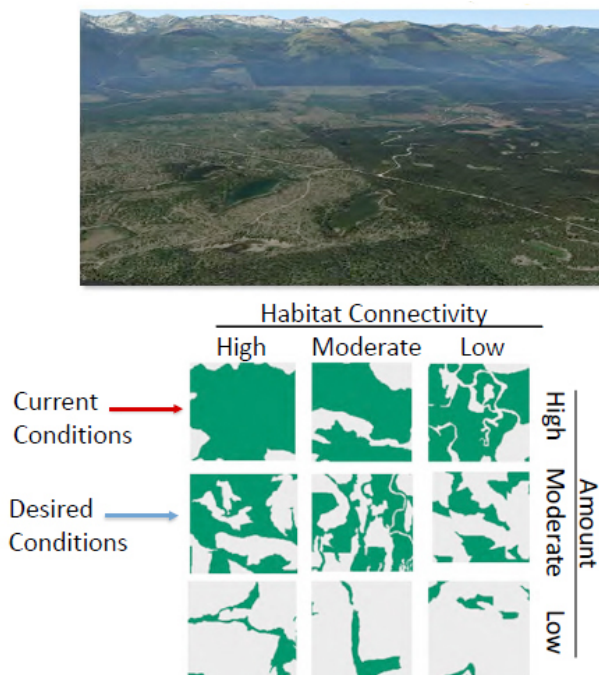 Habitat Connectivity
High Moderate Low
Current
Conditions
High
Desired
Conditions
Moderate
Amount
Low